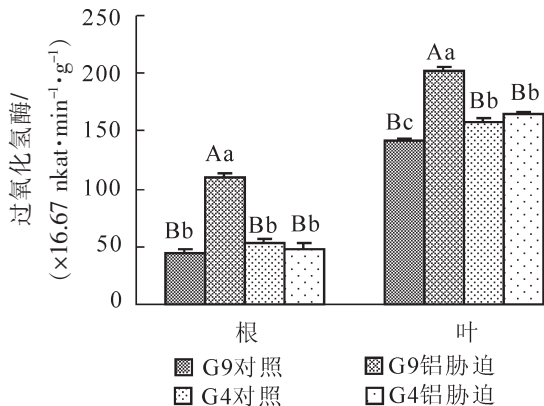 过氧化氢酶/
(×16.67 nkat·min⁻¹·g⁻¹)
250
200
150
100
50
0
Bb
Aa
Bb
Bb
Bc
Aa
Bb
Bb
根
叶
G9对照
G9铝胁迫
G4对照
G4铝胁迫